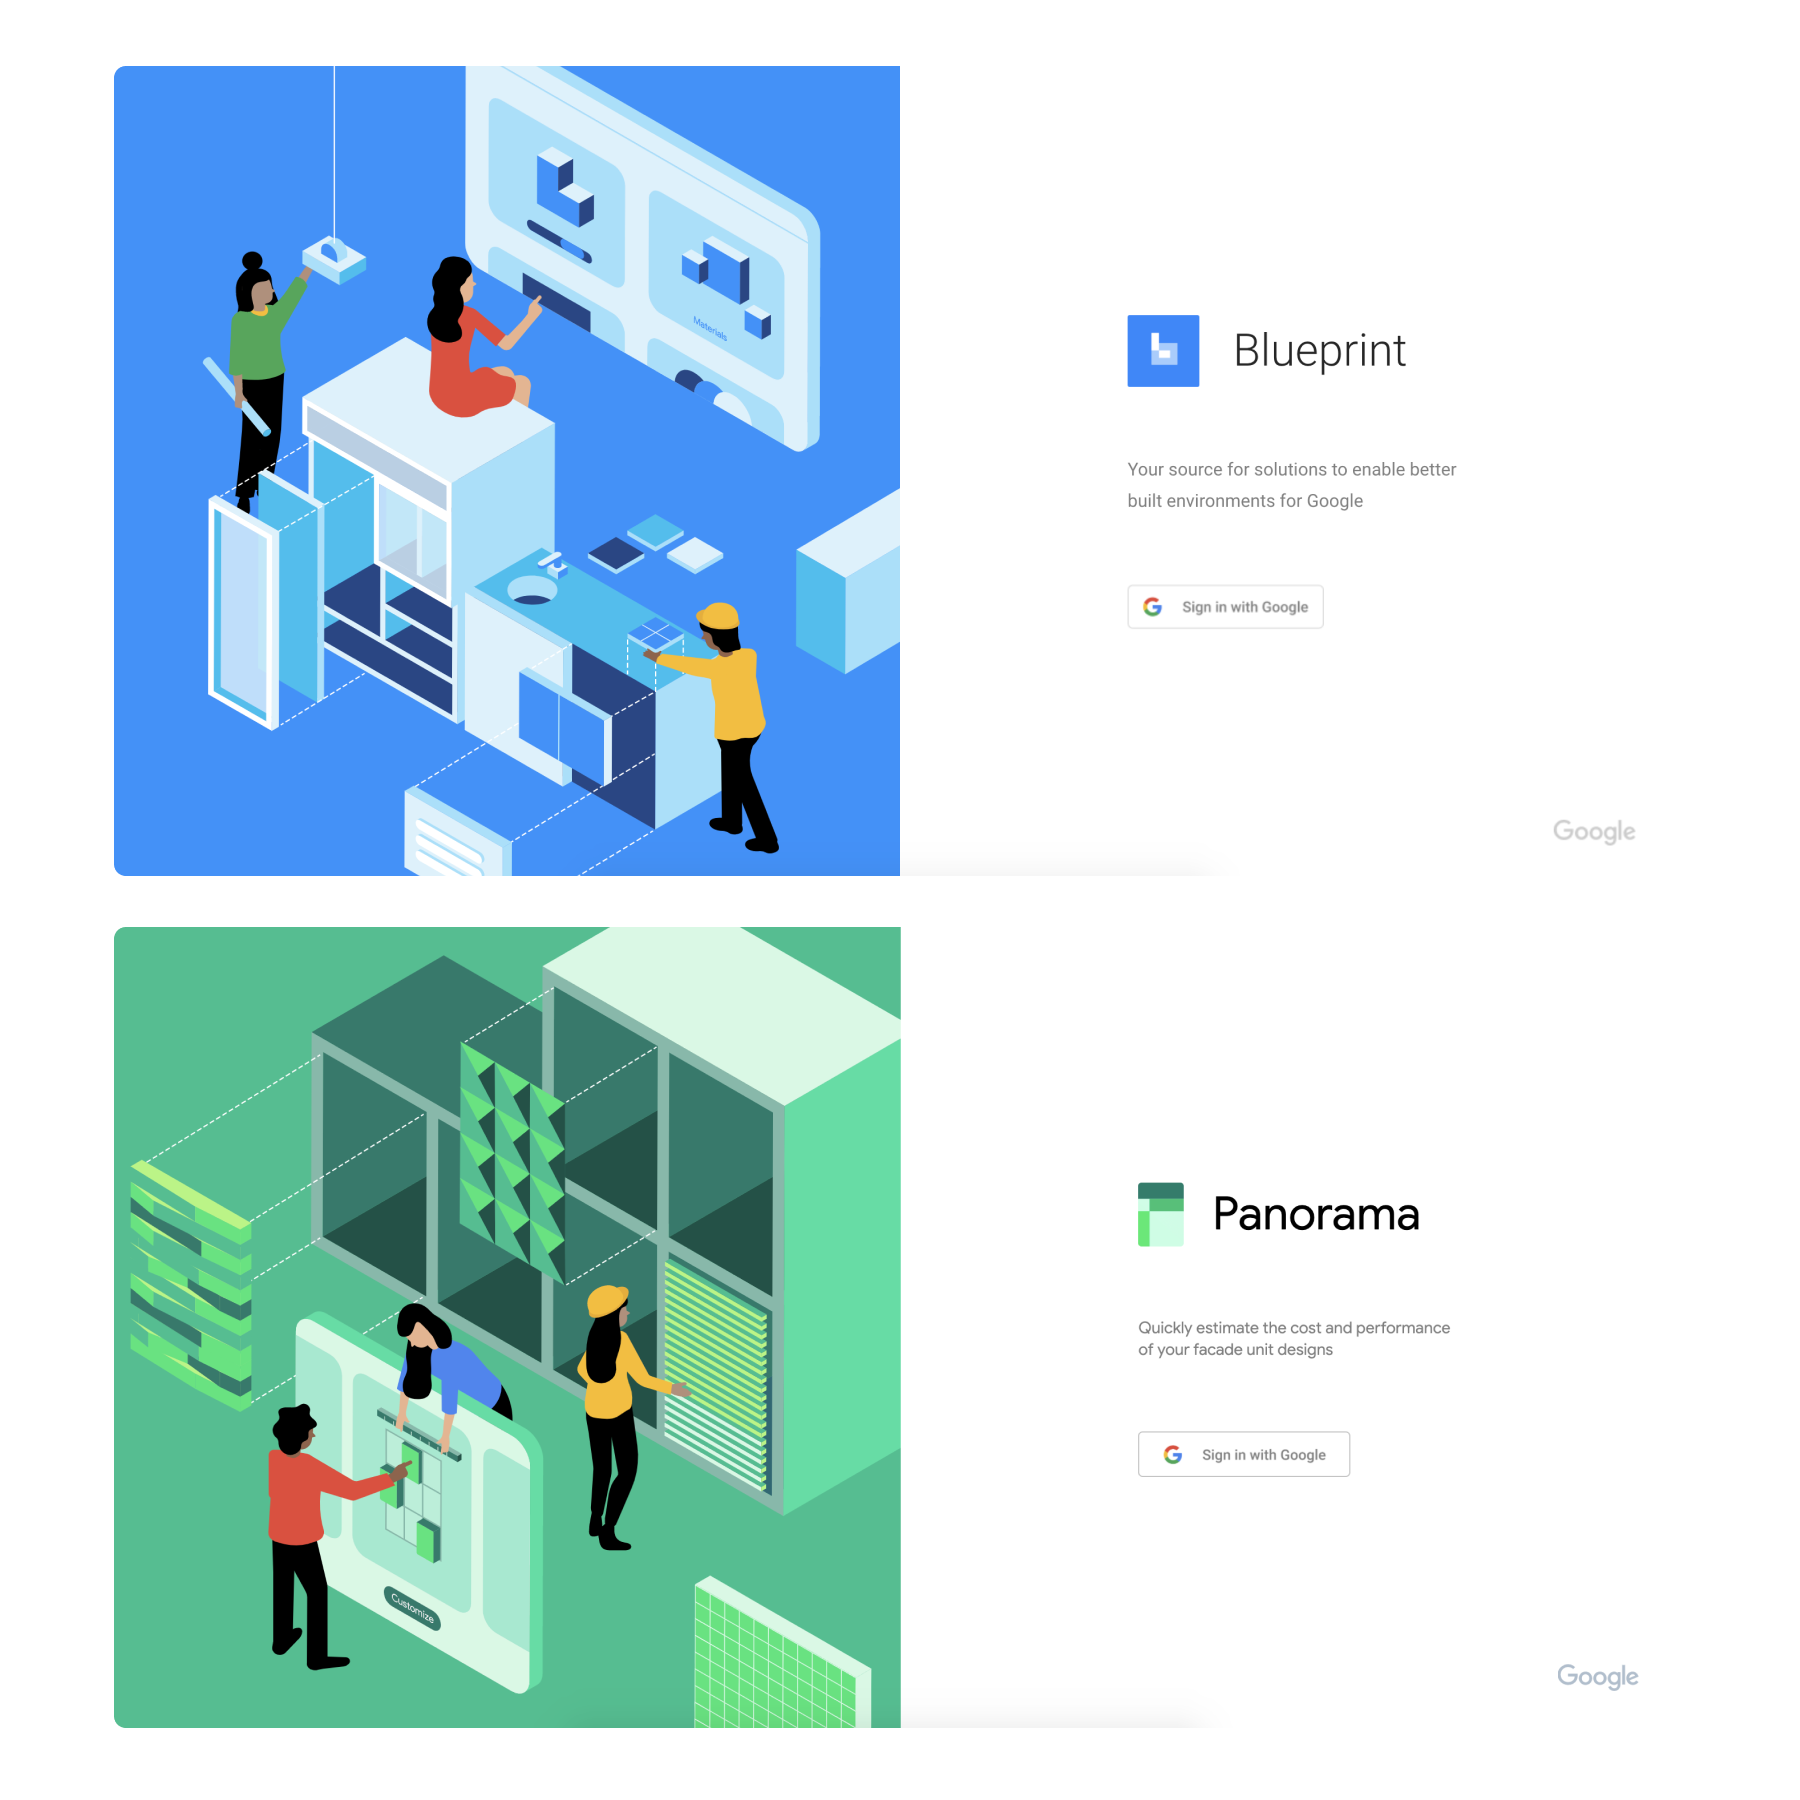 Materials
Blueprint
Your source for solutions to enable better
built environments for Google
Sign in with Google
Google
Customize
Panorama
Quickly estimate the cost and performance
of your facade unit designs
Sign in with Google
Google